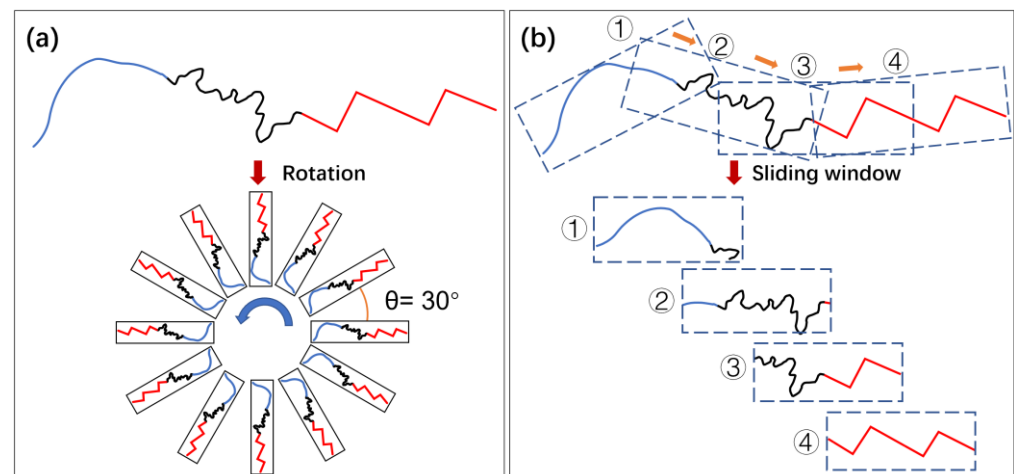 (a)
Rotation
θ= 30°
(b)
① ② ③ ④
Sliding window
①
②
③
④